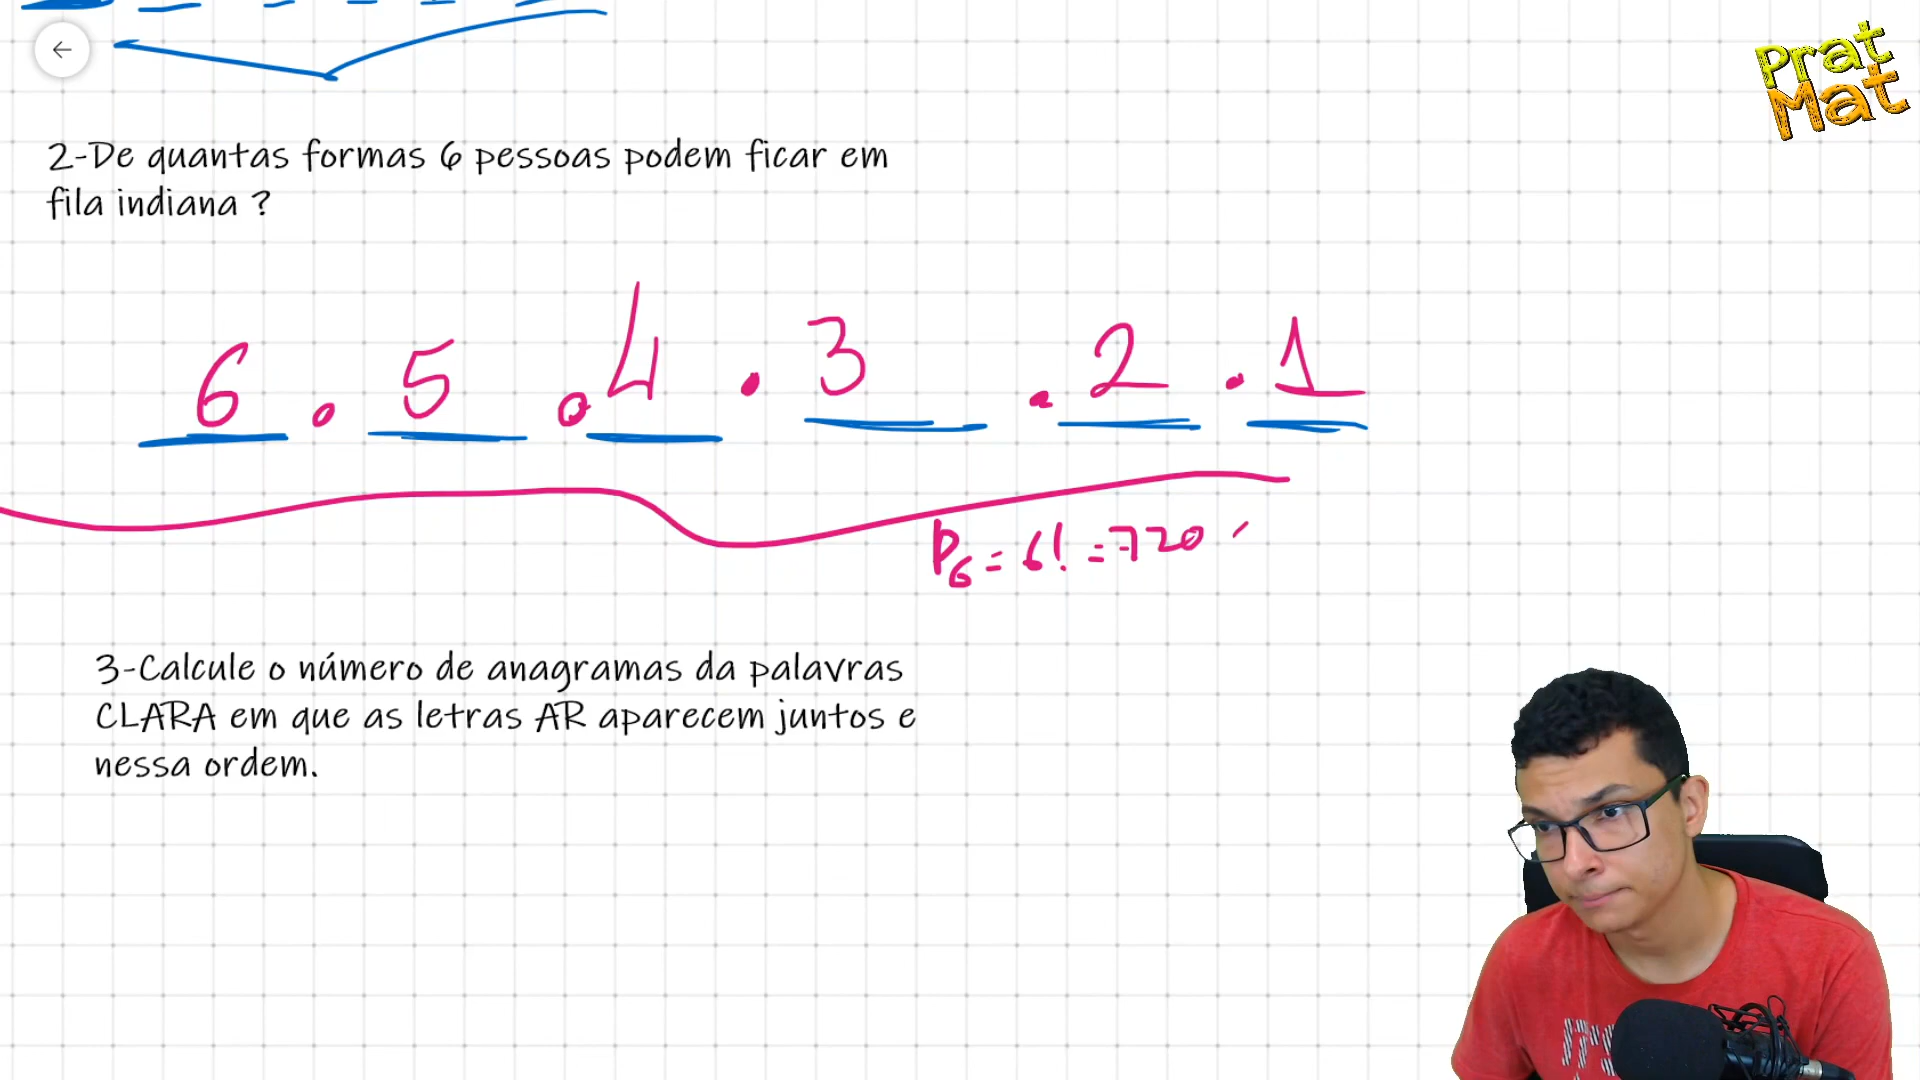 Prat
Mat
2-De quantas formas 6 pessoas podem ficar em
fila indiana ?
6 . 5 . 4 . 3 . 2 . 1
P6 = 6! = 720
3-Calcule o número de anagramas da palavras
CLARA em que as letras AR aparecem juntos e
nessa ordem.